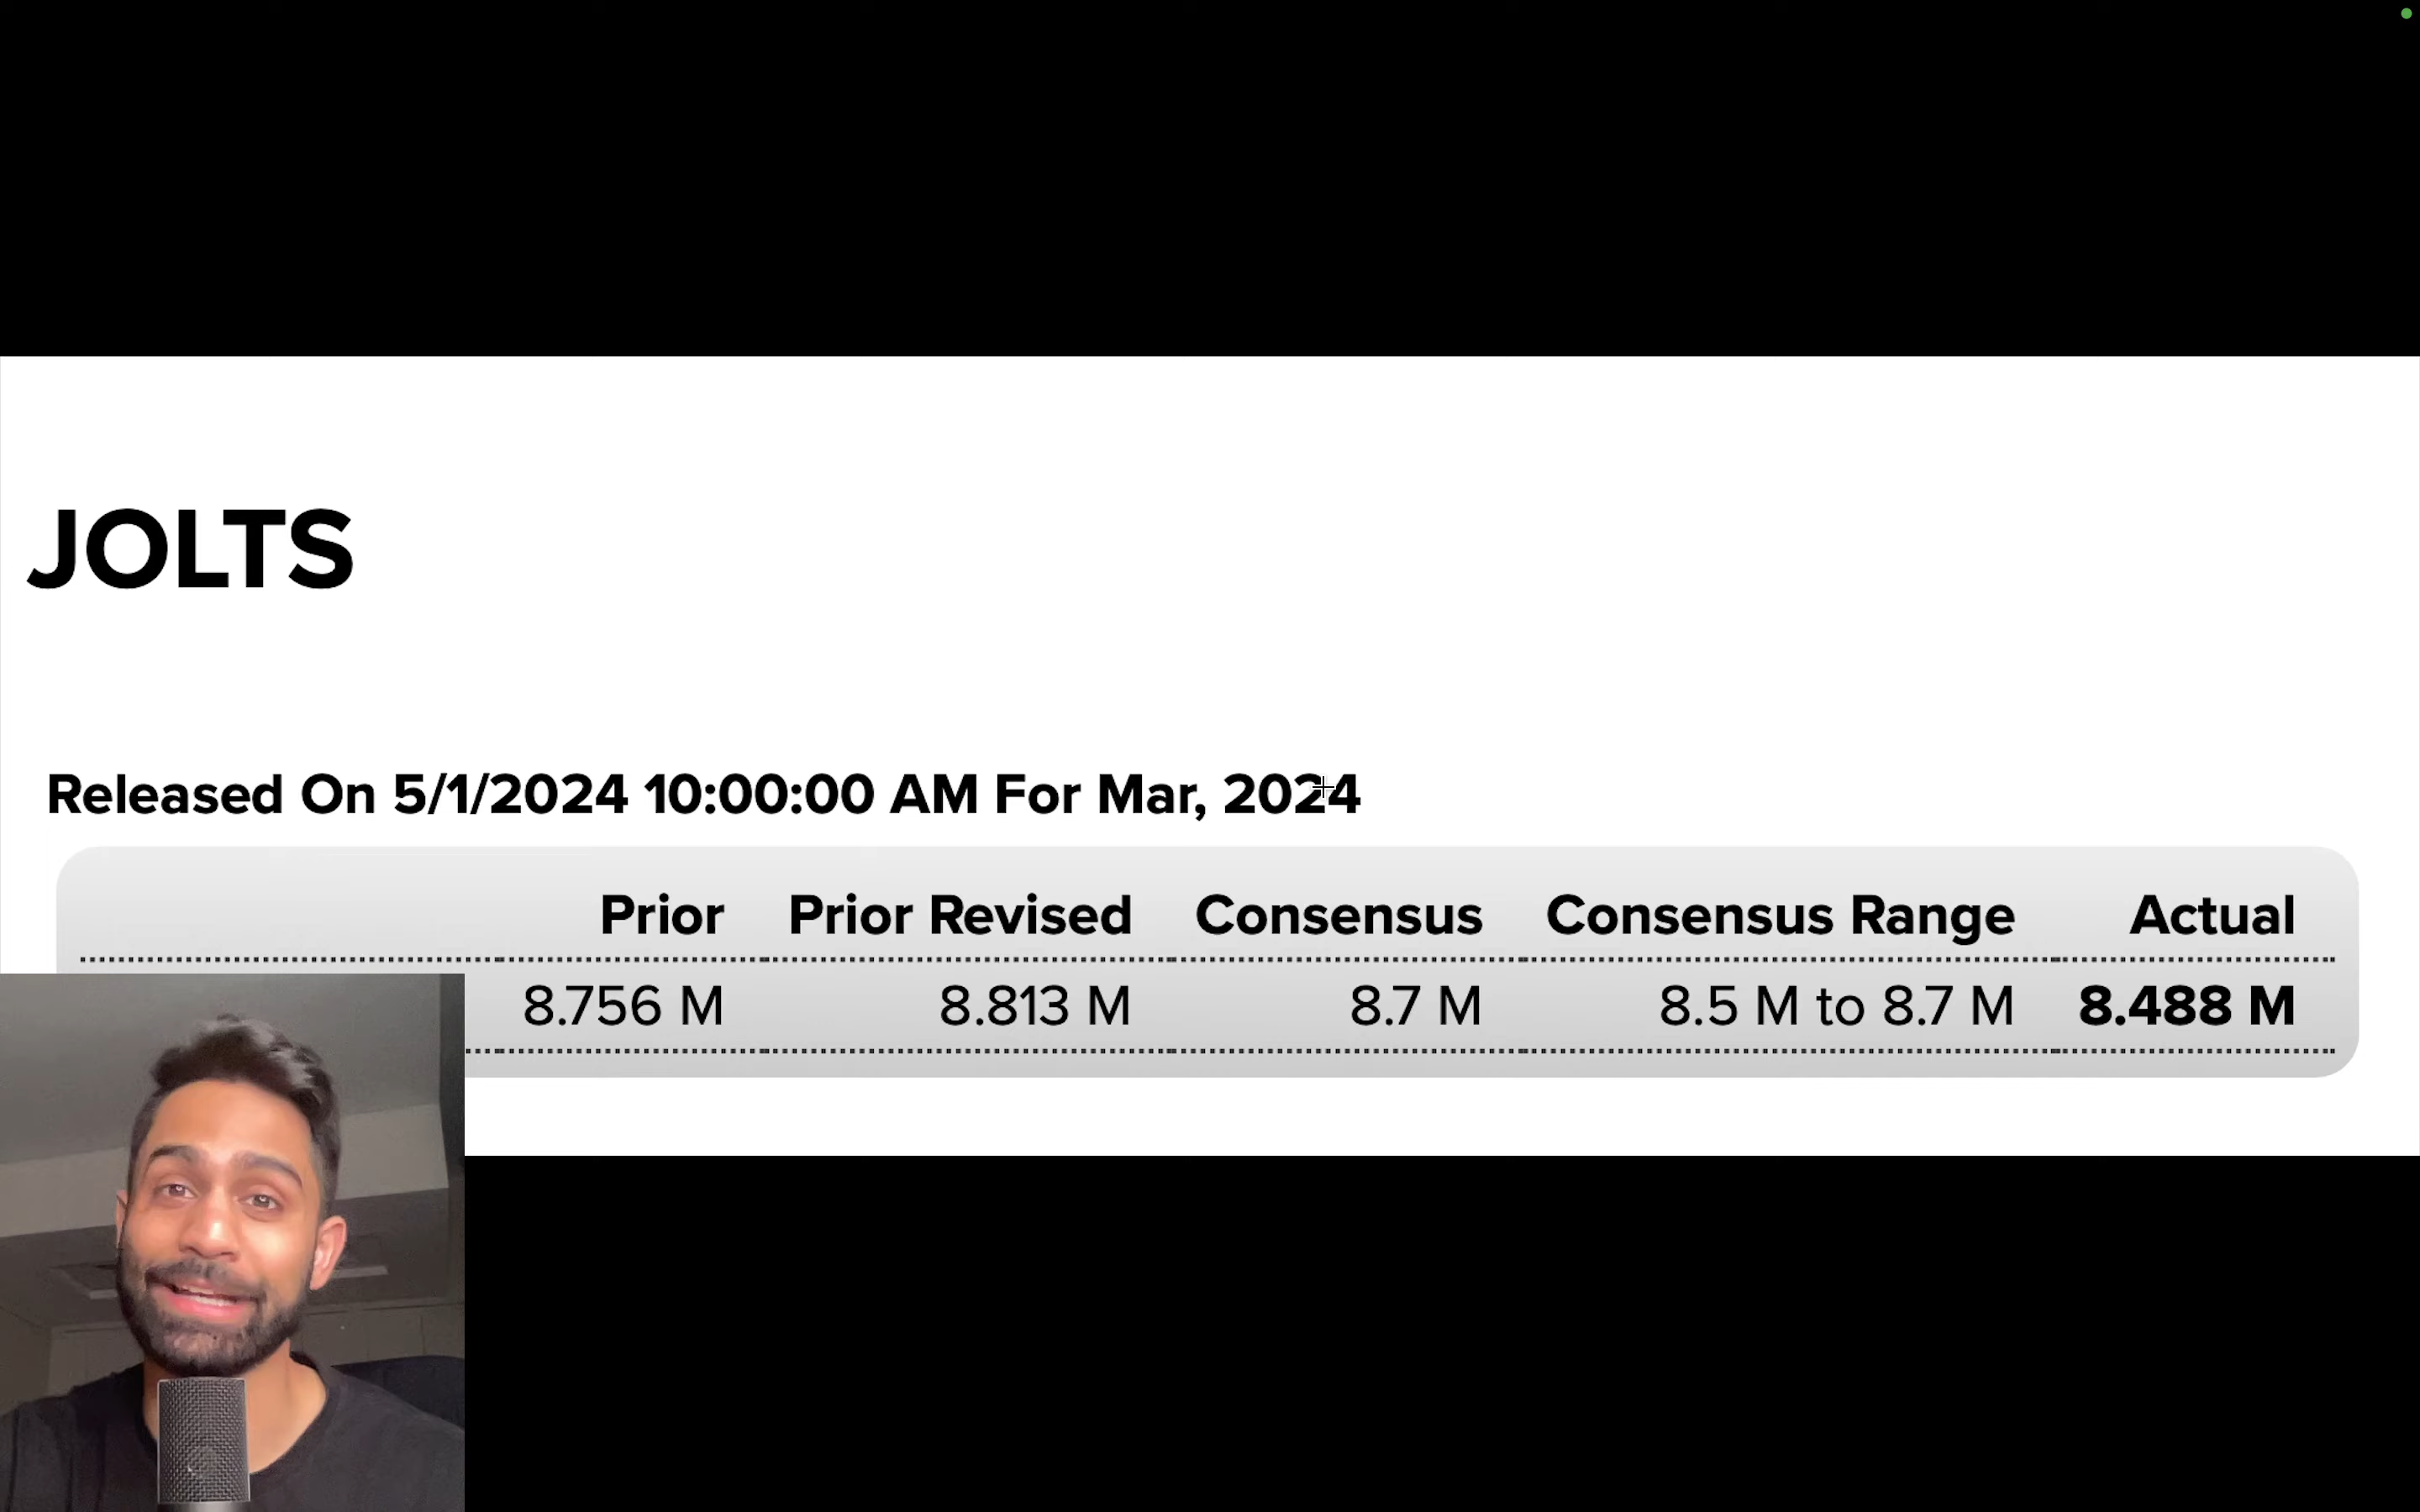 JOLTS
Released On 5/1/2024 10:00:00 AM For Mar, 2024
Prior Prior Revised Consensus Consensus Range Actual
8.756 M 8.813 M 8.7 M 8.5 M to 8.7 M 8.488 M